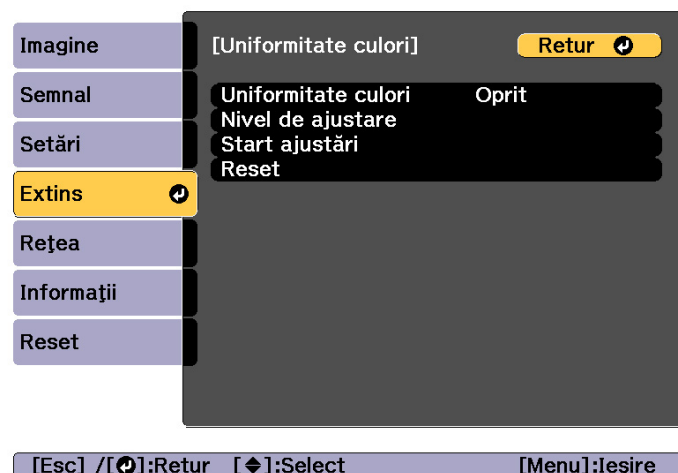 Imagine
Semnal
Setări
Extins
Reţea
Informaţii
Reset
[Uniformitate culori]
Retur
Uniformitate culori Oprit
Nivel de ajustare
Start ajustări
Reset
[Esc] /[ ]:Retur [ ]:Select [Menu]:Iesire